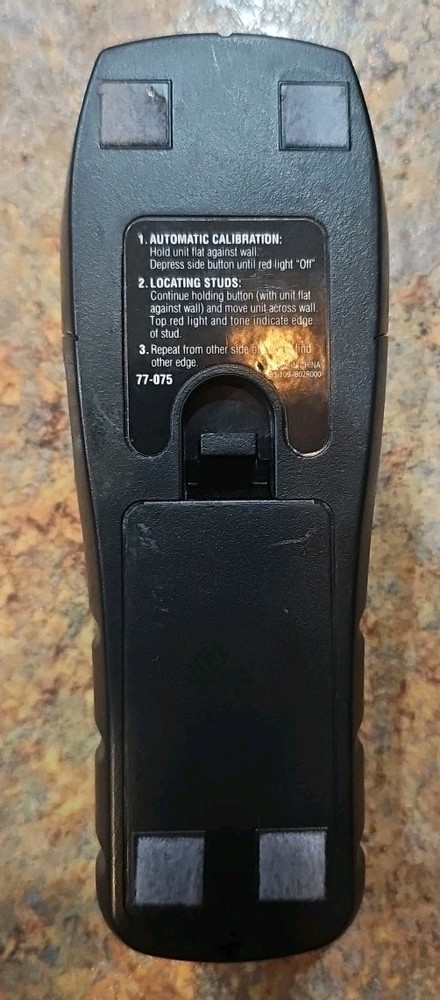 1. AUTOMATIC CALIBRATION:
Hold unit flat against wall.
Depress side button until red light "Off"
2. LOCATING STUDS:
Continue holding button (with unit flat
against wall) and move unit across wall.
Top red light and tone indicate edge
of stud.
3. Repeat from other side find
other edge.
CHINA
77-075